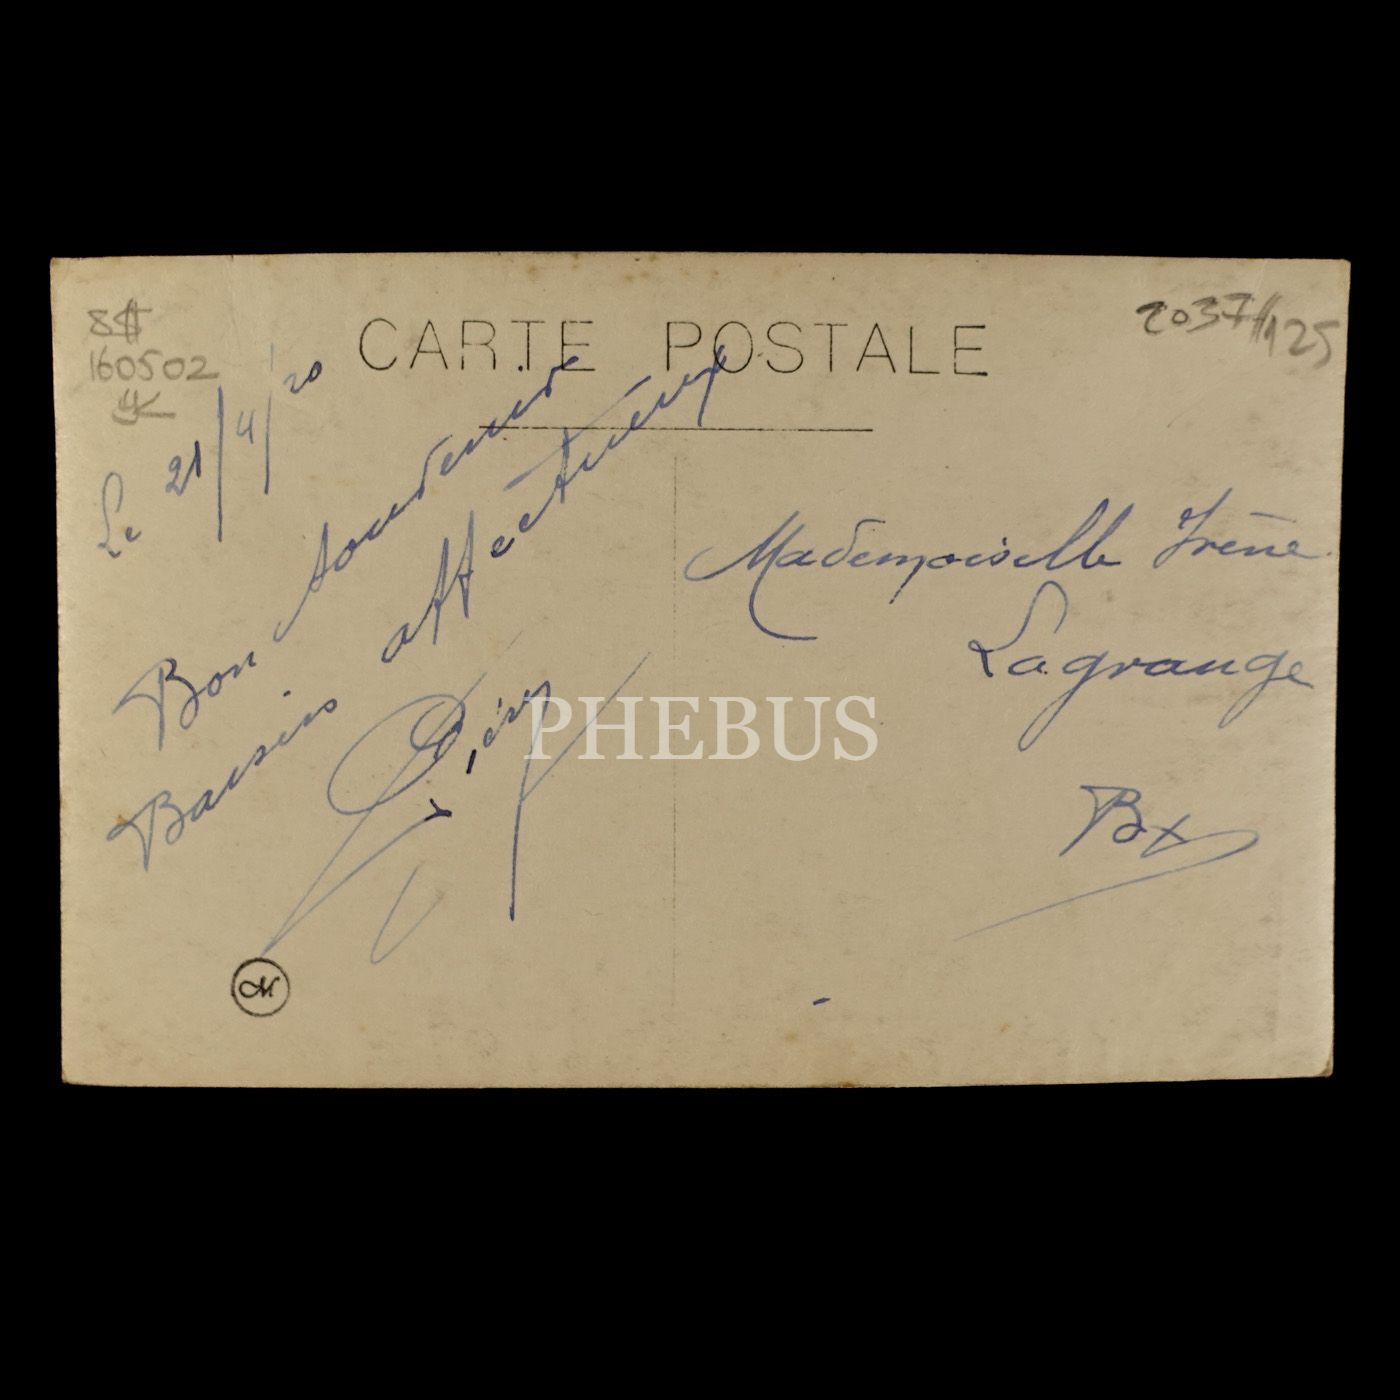 CARTE POSTALE
8$
160502
2037//125
Le 21/4/20
Bon souvenir
Baisers affectueux
Mademoiselle Irène
Lagrange
Bx
PHEBUS
M